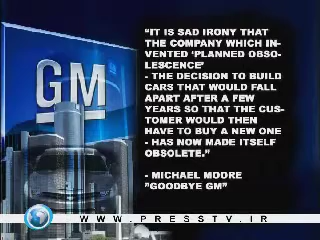 "IT IS SAD IRONY THAT
THE COMPANY WHICH IN-
VENTED 'PLANNED OBSO-
LESCENCE'
- THE DECISION TO BUILD
CARS THAT WOULD FALL
APART AFTER A FEW
YEARS SO THAT THE CUS-
TOMER WOULD THEN
HAVE TO BUY A NEW ONE
- HAS NOW MADE ITSELF
OBSOLETE."
- MICHAEL MOORE
"GOODBYE GM"
GM
WWW.PRESSTV.IR